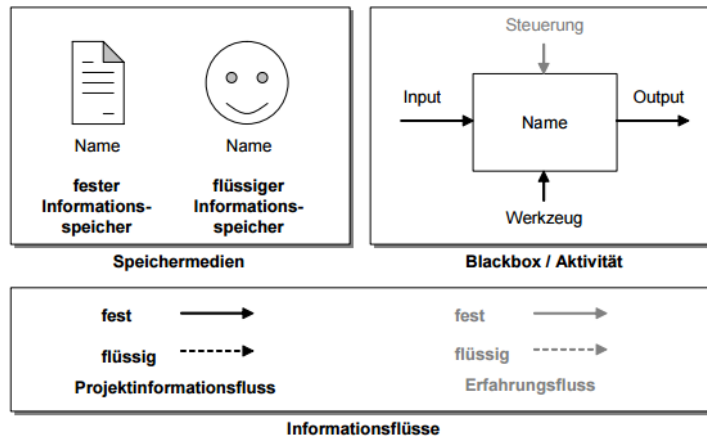 Name
Name
fester
Informations-
speicher
flüssiger
Informations-
speicher
Speichermedien
Steuerung
Input
Output
Name
Werkzeug
Blackbox / Aktivität
fest
flüssig
Projektinformationsfluss
fest
flüssig
Erfahrungsfluss
Informationsflüsse